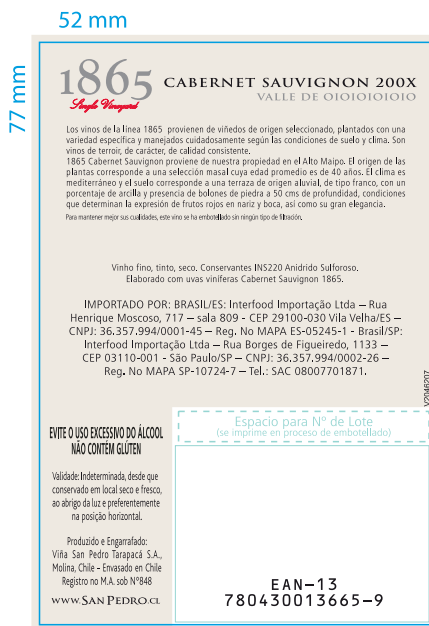 52 mm
77 mm
1865
Single Vineyard
CABERNET SAUVIGNON 200X
VALLE DE OIOIOIOIOIO
Los vinos de la línea 1865 provienen de viñedos de origen seleccionado, plantados con una
variedad específica y manejados cuidadosamente según las condiciones de suelo y clima. Son
vinos de terroir, de carácter, de calidad consistente.
1865 Cabernet Sauvignon proviene de nuestra propiedad en el Alto Maipo. El origen de las
plantas corresponde a una selección masal cuya edad promedio es de 40 años. El clima es
mediterráneo y el suelo corresponde a una terraza de origen aluvial, de tipo franco, con un
porcentaje de arcilla y presencia de bolones de piedra a 50 cms de profundidad, condiciones
que determinan la expresión de frutos rojos en nariz y boca, así como su gran elegancia.
Para mantener mejor sus cualidades, este vino se ha embotellado sin ningún tipo de filtración.
Vinho fino, tinto, seco. Conservantes INS220 Anidrido Sulforoso.
Elaborado com uvas viníferas Cabernet Sauvignon 1865.
IMPORTADO POR: BRASIL/ES: Interfood Importação Ltda — Rua
Henrique Moscoso, 717 — sala 809 - CEP 29100-030 Vila Velha/ES —
CNPJ: 36.357.994/0001-45 — Reg. No MAPA ES-05245-1 - Brasil/SP:
Interfood Importação Ltda — Rua Borges de Figueiredo, 1133 —
CEP 03110-001 - São Paulo/SP — CNPJ: 36.357.994/0002-26 —
Reg. No MAPA SP-10724-7 — Tel.: SAC 08007701871.
V2046207
EVITE O USO EXCESSIVO DO ÁLCOOL
NÃO CONTÉM GLÚTEN
Validade: Indeterminada, desde que
conservado em local seco e fresco,
ao abrigo da luz e preferentemente
na posição horizontal.
Produzido e Engarrafado:
Viña San Pedro Tarapacá S.A.,
Molina, Chile - Envasado en Chile
Registro no M.A. sob N°848
WWW.SAN PEDRO.CL
Espacio para N° de Lote
(se imprime en proceso de embotellado)
EAN-13
780430013665-9